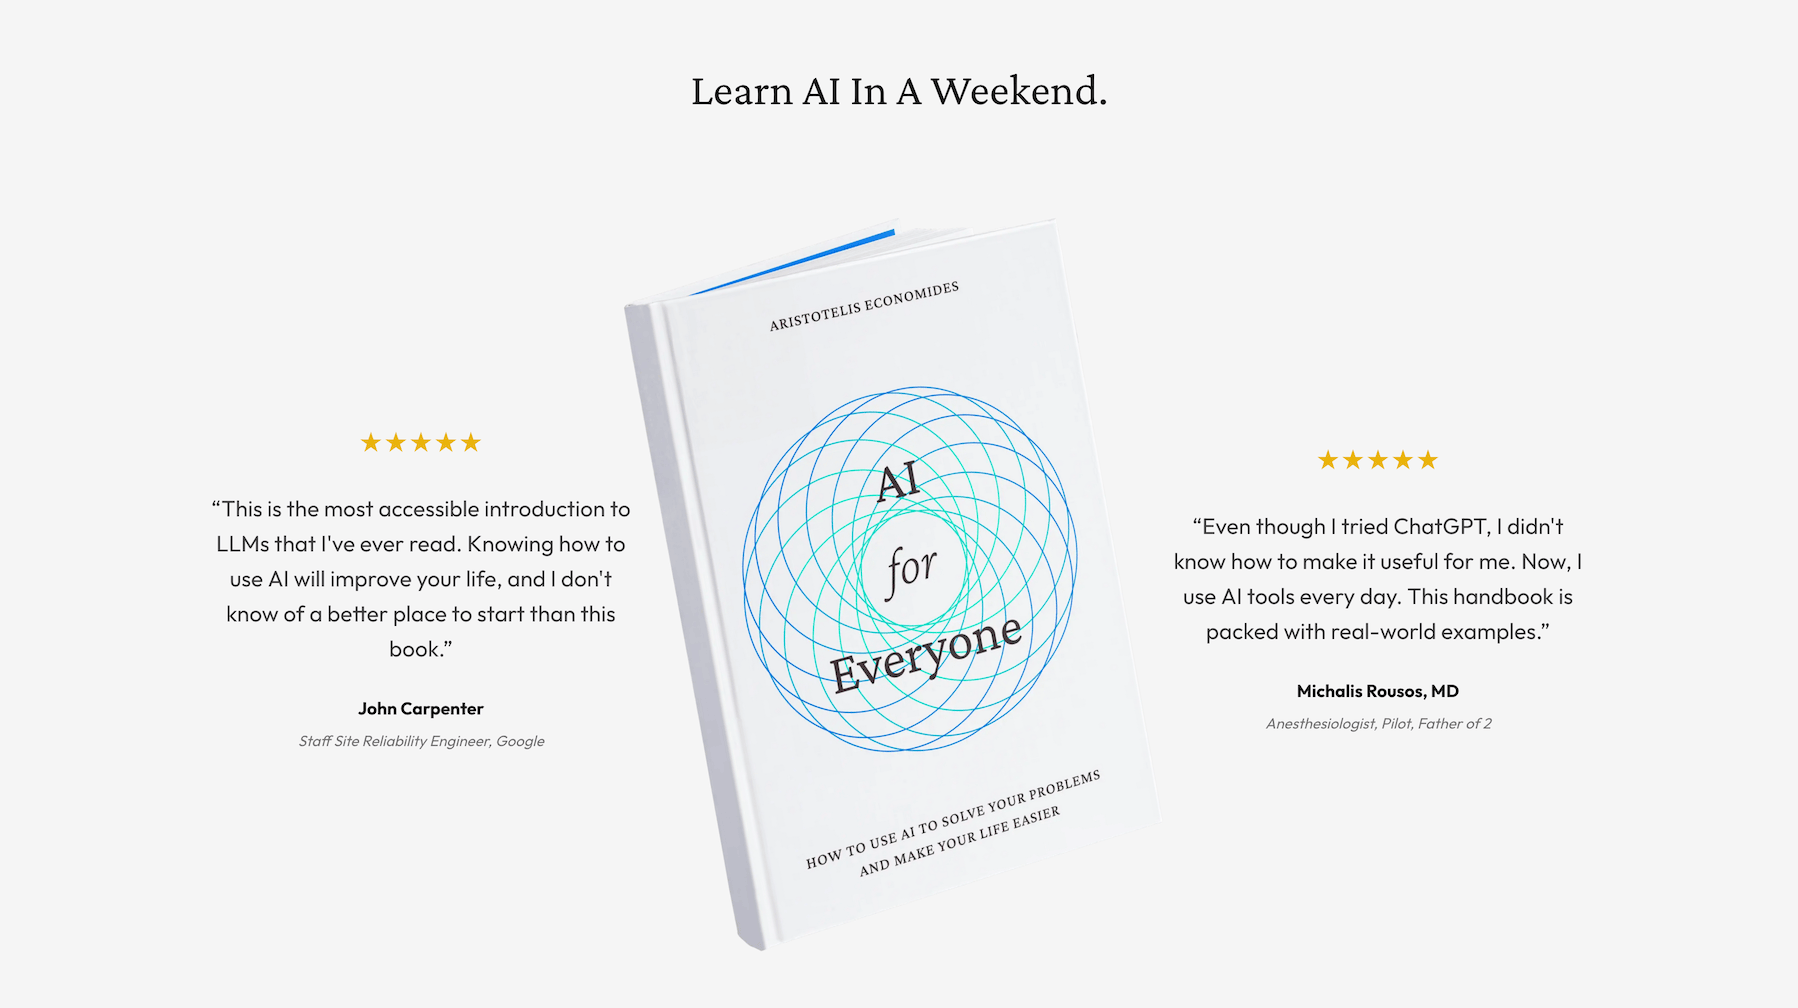 Learn AI In A Weekend.
★★★★★
“This is the most accessible introduction to
LLMs that I've ever read. Knowing how to
use AI will improve your life, and I don't
know of a better place to start than this
book.”
John Carpenter
Staff Site Reliability Engineer, Google
ARISTOTELIS ECONOMIDES
AI
for
Everyone
HOW TO USE AI TO SOLVE YOUR PROBLEMS
AND MAKE YOUR LIFE EASIER
★★★★★
“Even though I tried ChatGPT, I didn't
know how to make it useful for me. Now, I
use AI tools every day. This handbook is
packed with real-world examples.”
Michalis Rousos, MD
Anesthesiologist, Pilot, Father of 2